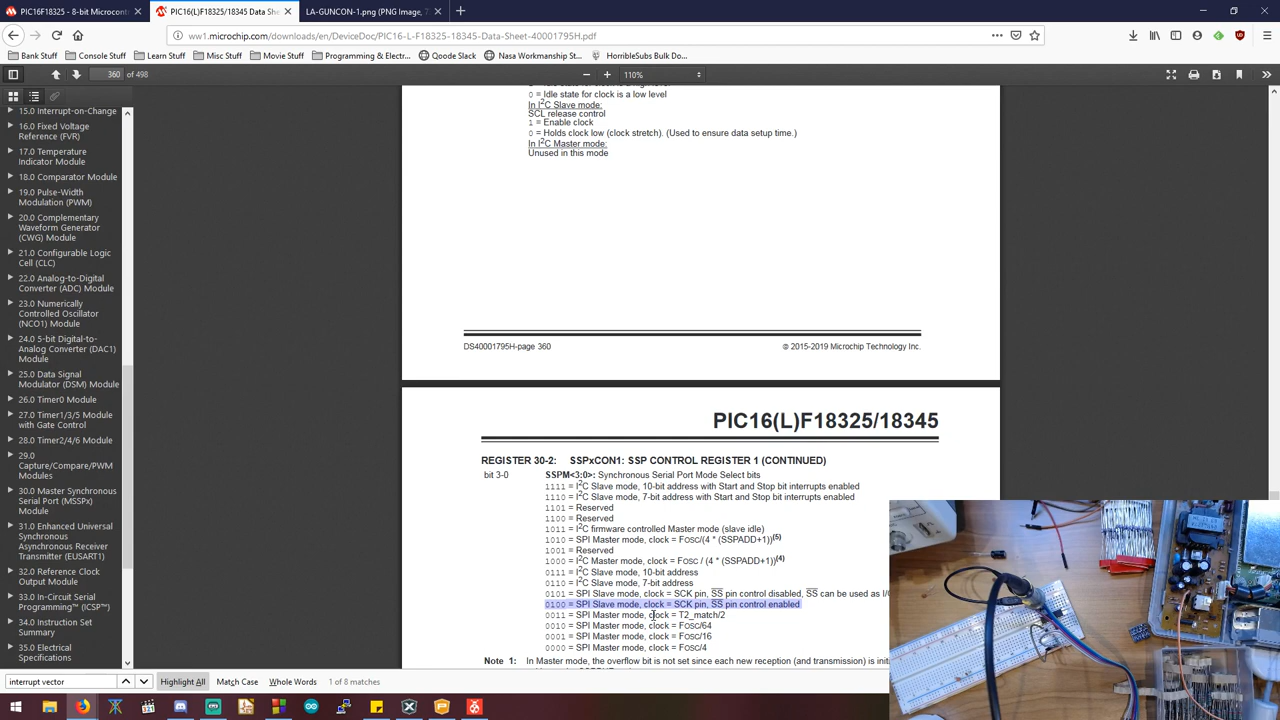 PIC16F18325 - 8-bit Microcont
PIC16(L)F18325/18345 Data She
LA-GUNCON-1.png (PNG Image, 7
ww1.microchip.com/downloads/en/DeviceDoc/PIC16-L-F18325-18345-Data-Sheet-40001795H.pdf
Bank Stuff Console Stuff Learn Stuff Misc Stuff Movie Stuff Programming & Electr... Qode Slack Nasa Workmanship St... HorribleSubs Bulk Do...
360 of 498
110%
15.0 Interrupt-on-Change
16.0 Fixed Voltage
Reference (FVR)
17.0 Temperature
Indicator Module
18.0 Comparator Module
19.0 Pulse-Width
Modulation (PWM)
20.0 Complementary
Waveform Generator
(CWG) Module
21.0 Configurable Logic
Cell (CLC)
22.0 Analog-to-Digital
Converter (ADC) Module
23.0 Numerically
Controlled Oscillator
(NCO1) Module
24.0 5-bit Digital-to-
Analog Converter (DAC1)
Module
25.0 Data Signal
Modulator (DSM) Module
26.0 Timer0 Module
27.0 Timer1/3/5 Module
with Gate Control
28.0 Timer2/4/6 Module
29.0
Capture/Compare/PWM
Modules
30.0 Master Synchronous
Serial Port (MSSPx)
Module
31.0 Enhanced Universal
Synchronous
Asynchronous Receiver
Transmitter (EUSART1)
32.0 Reference Clock
Output Module
33.0 In-Circuit Serial
Programming™ (ICSP™)
34.0 Instruction Set
Summary
35.0 Electrical
Specifications
0 = Idle state for clock is a low level
In I2C Slave mode:
SCL release control
1 = Enable clock
0 = Holds clock low (clock stretch). (Used to ensure data setup time.)
In I2C Master mode:
Unused in this mode
DS40001795H-page 360
© 2015-2019 Microchip Technology Inc.
PIC16(L)F18325/18345
REGISTER 30-2: SSPxCON1: SSP CONTROL REGISTER 1 (CONTINUED)
bit 3-0 SSPM<3:0>: Synchronous Serial Port Mode Select bits
1111 = I2C Slave mode, 10-bit address with Start and Stop bit interrupts enabled
1110 = I2C Slave mode, 7-bit address with Start and Stop bit interrupts enabled
1101 = Reserved
1100 = Reserved
1011 = I2C firmware controlled Master mode (slave idle)
1010 = SPI Master mode, clock = FOSC/(4 * (SSPADD+1))(5)
1001 = Reserved
1000 = I2C Master mode, clock = FOSC / (4 * (SSPADD+1))(4)
0111 = I2C Slave mode, 10-bit address
0110 = I2C Slave mode, 7-bit address
0101 = SPI Slave mode, clock = SCK pin, SS pin control disabled, SS can be used as I/O
0100 = SPI Slave mode, clock = SCK pin, SS pin control enabled
0011 = SPI Master mode, clock = T2_match/2
0010 = SPI Master mode, clock = FOSC/64
0001 = SPI Master mode, clock = FOSC/16
0000 = SPI Master mode, clock = FOSC/4
Note 1: In Master mode, the overflow bit is not set since each new reception (and transmission) is
interrupt vector
Highlight All Match Case Whole Words 1 of 8 matches